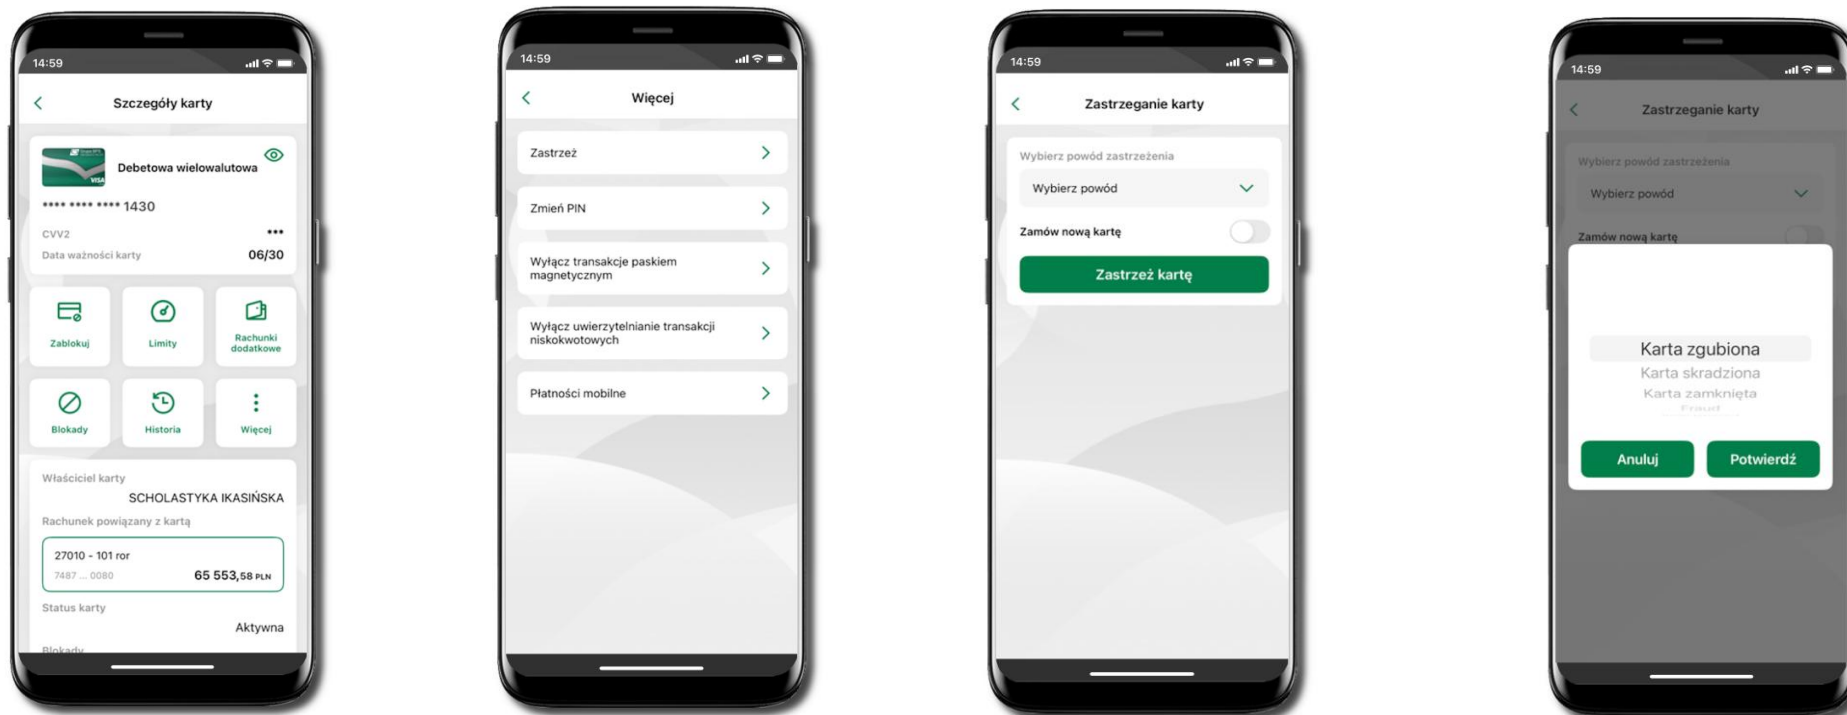 14:59
Szczegóły karty
VISA
Debetowa wielowalutowa
**** **** **** 1430
CVV2 ***
Data ważności karty 06/30
Zablokuj
Limity
Rachunki
dodatkowe
Blokady
Historia
Więcej
Właściciel karty
SCHOLASTYKA IKASIŃSKA
Rachunek powiązany z kartą
27010 - 101 ror
7487 ... 0080 65 553,58 PLN
Status karty
Aktywna
Blokady
14:59
Więcej
Zastrzeż
Zmień PIN
Wyłącz transakcje paskiem
magnetycznym
Wyłącz uwierzytelnianie transakcji
niskokwotowych
Płatności mobilne
14:59
Zastrzeganie karty
Wybierz powód zastrzeżenia
Wybierz powód
Zamów nową kartę
Zastrzeż kartę
14:59
Zastrzeganie karty
Wybierz powód zastrzeżenia
Wybierz powód
Zamów nową kartę
Karta zgubiona
Karta skradziona
Karta zamknięta
Fraud
Anuluj
Potwierdź